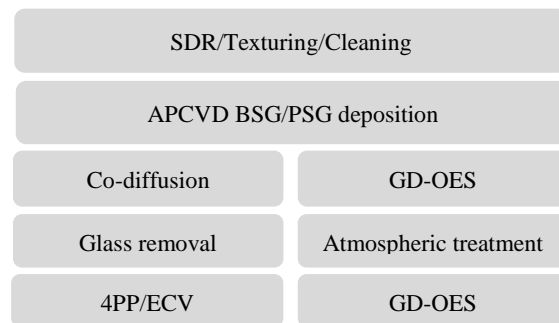 SDR/Texturing/Cleaning
APCVD BSG/PSG deposition
Co-diffusion
GD-OES
Glass removal
Atmospheric treatment
4PP/ECV
GD-OES